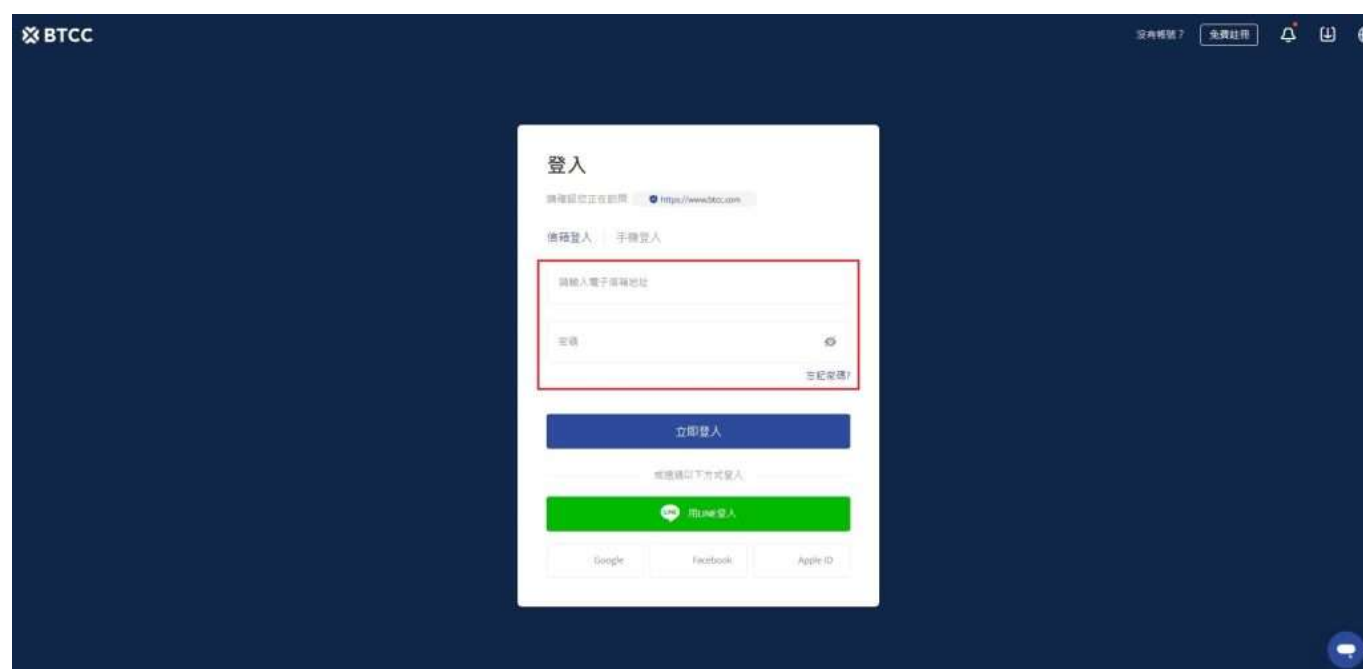 BTCC
沒有帳號？ 免費註冊
登入
請確認您正在訪問 https://www.btcc.com
信箱登入 手機登入
請輸入電子信箱地址
密碼
忘記密碼?
立即登入
或透過以下方式登入
LINE 用LINE登入
Google Facebook Apple ID